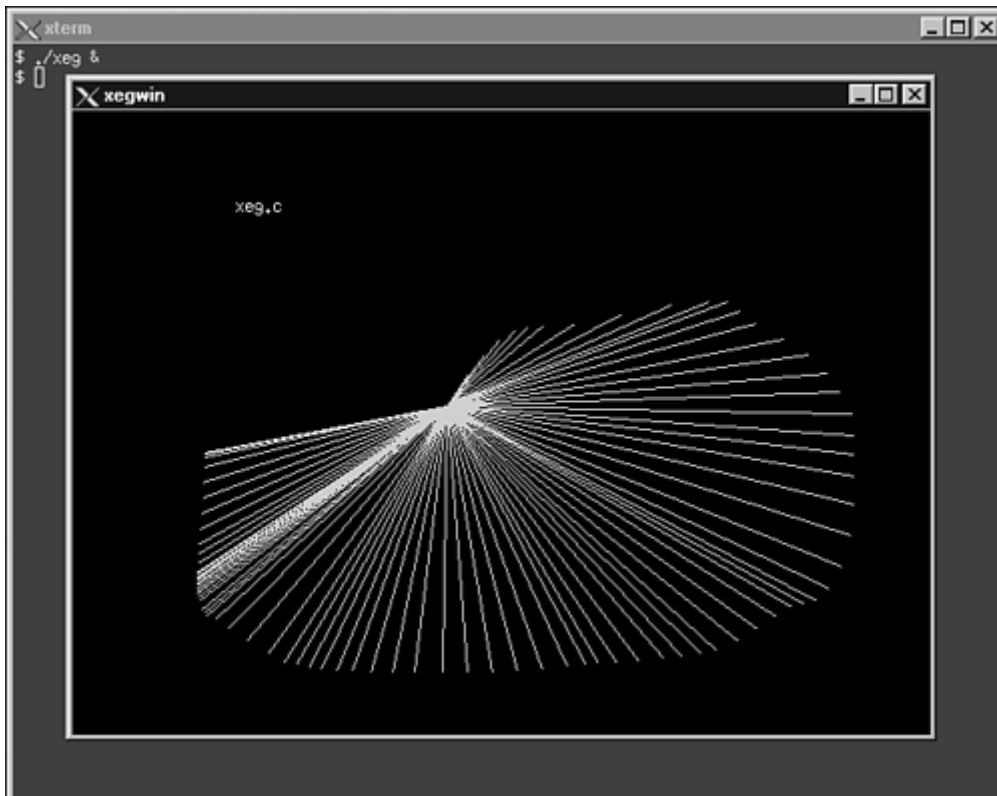 xterm
$ ./xeg &
$
xegwin
xeg.c